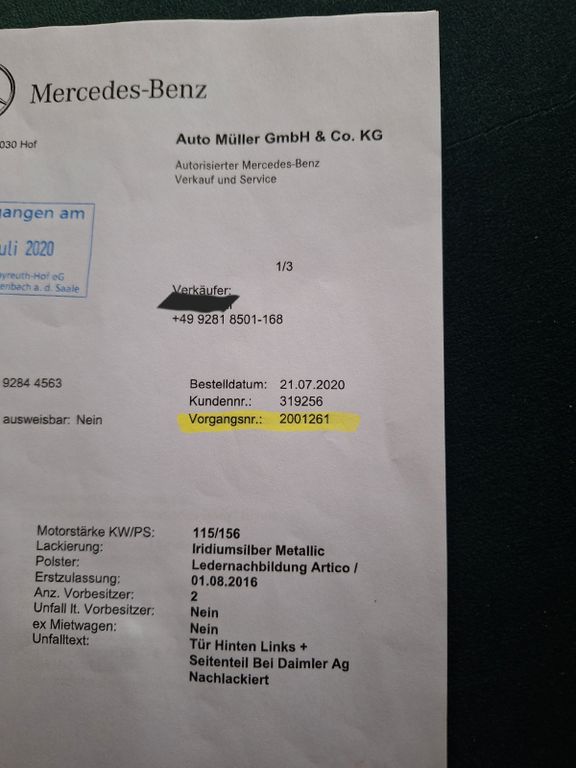 Mercedes-Benz
030 Hof
Auto Müller GmbH & Co. KG
Autorisierter Mercedes-Benz
Verkauf und Service
gangen am
uli 2020
yreuth-Hof eG
enbach a. d. Saale
1/3
Verkäufer:
+49 9281 8501-168
9284 4563
ausweisbar: Nein
Bestelldatum: 21.07.2020
Kundennr.: 319256
Vorgangsnr.: 2001261
Motorstärke KW/PS: 115/156
Lackierung: Iridiumsilber Metallic
Polster: Ledernachbildung Artico /
Erstzulassung: 01.08.2016
Anz. Vorbesitzer: 2
Unfall lt. Vorbesitzer: Nein
ex Mietwagen: Nein
Unfalltext: Tür Hinten Links +
Seitenteil Bei Daimler Ag
Nachlackiert